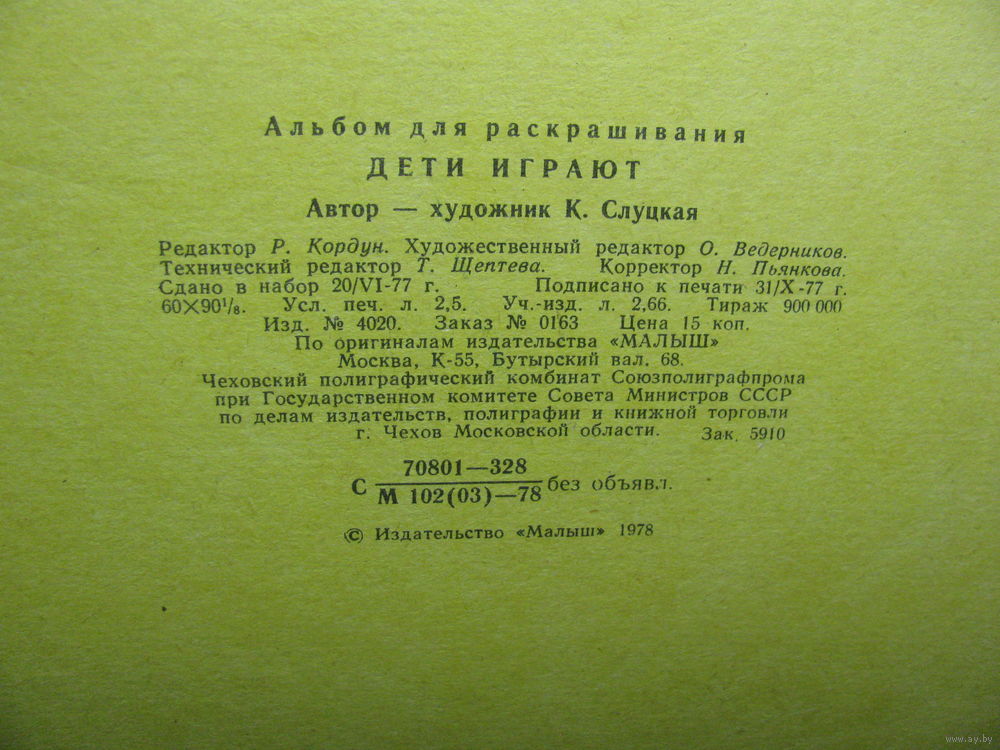 Альбом для раскрашивания
ДЕТИ ИГРАЮТ
Автор — художник К. Слуцкая
Редактор Р. Кордун. Художественный редактор О. Ведерников.
Технический редактор Т. Щептева. Корректор Н. Пьянкова.
Сдано в набор 20/VI-77 г. Подписано к печати 31/X-77 г.
60×90¹/₈. Усл. печ. л. 2,5. Уч.-изд. л. 2,66. Тираж 900 000
Изд. № 4020. Заказ № 0163 Цена 15 коп.
По оригиналам издательства «МАЛЫШ»
Москва, К-55, Бутырский вал. 68.
Чеховский полиграфический комбинат Союзполиграфпрома
при Государственном комитете Совета Министров СССР
по делам издательств, полиграфии и книжной торговли
г. Чехов Московской области. Зак. 5910
70801—328
С М 102(03)—78 без объявл.
© Издательство «Малыш» 1978
www.ay.by